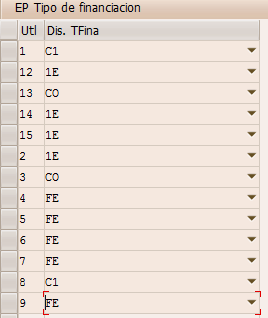 EP Tipo de financiacion
Utl Dis. TFina
1 C1
12 1E
13 CO
14 1E
15 1E
2 1E
3 CO
4 FE
5 FE
6 FE
7 FE
8 C1
9 FE